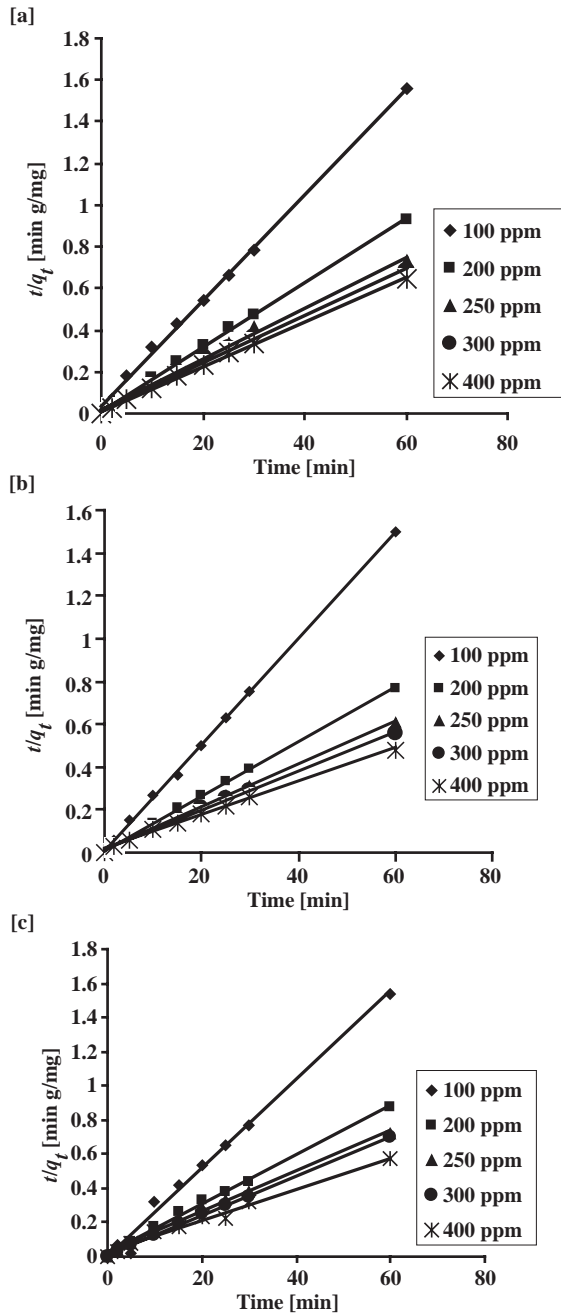 [a]
1.8
1.6
1.4
1.2
1
0.8
0.6
0.4
0.2
0
t/q_t [min g/mg]
0 20 40 60 80
Time [min]
100 ppm
200 ppm
250 ppm
300 ppm
400 ppm
[b]
1.6
1.4
1.2
1
0.8
0.6
0.4
0.2
0
t/q_t [min g/mg]
0 20 40 60 80
Time [min]
100 ppm
200 ppm
250 ppm
300 ppm
400 ppm
[c]
1.8
1.6
1.4
1.2
1
0.8
0.6
0.4
0.2
0
t/q_t [min g/mg]
0 20 40 60 80
Time [min]
100 ppm
200 ppm
250 ppm
300 ppm
400 ppm